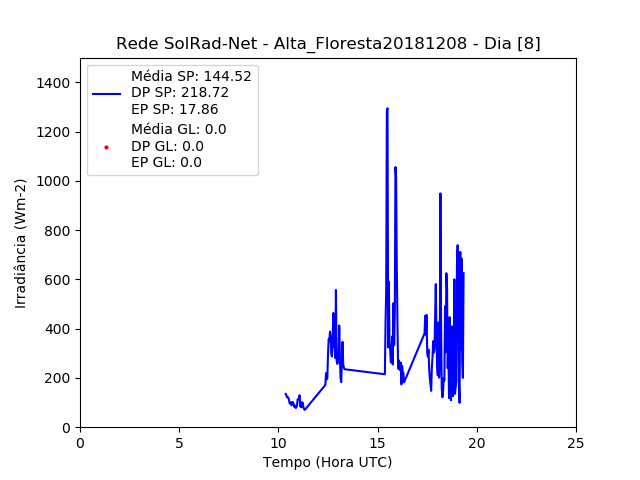 Rede SolRad-Net - Alta_Floresta20181208 - Dia [8]
Média SP: 144.52
DP SP: 218.72
EP SP: 17.86
Média GL: 0.0
DP GL: 0.0
EP GL: 0.0
1400
1200
1000
800
600
400
200
0
Irradiância (Wm-2)
0 5 10 15 20 25
Tempo (Hora UTC)